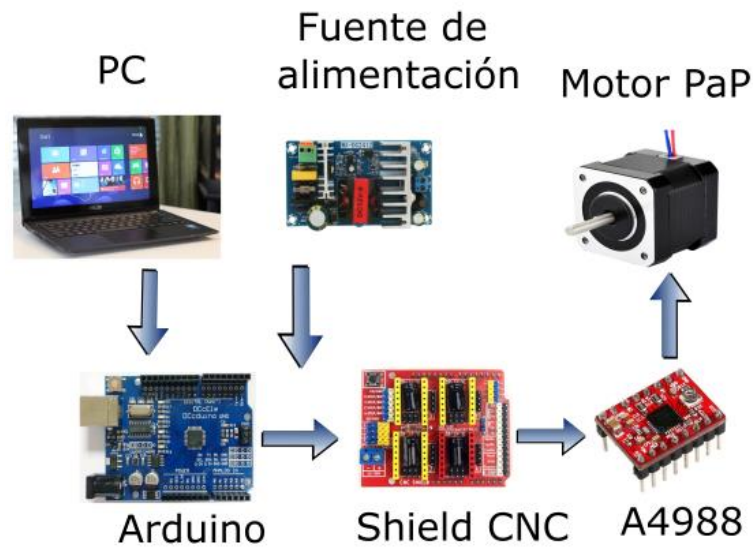 PC
Fuente de
alimentación
Motor PaP
Arduino
Shield CNC
A4988